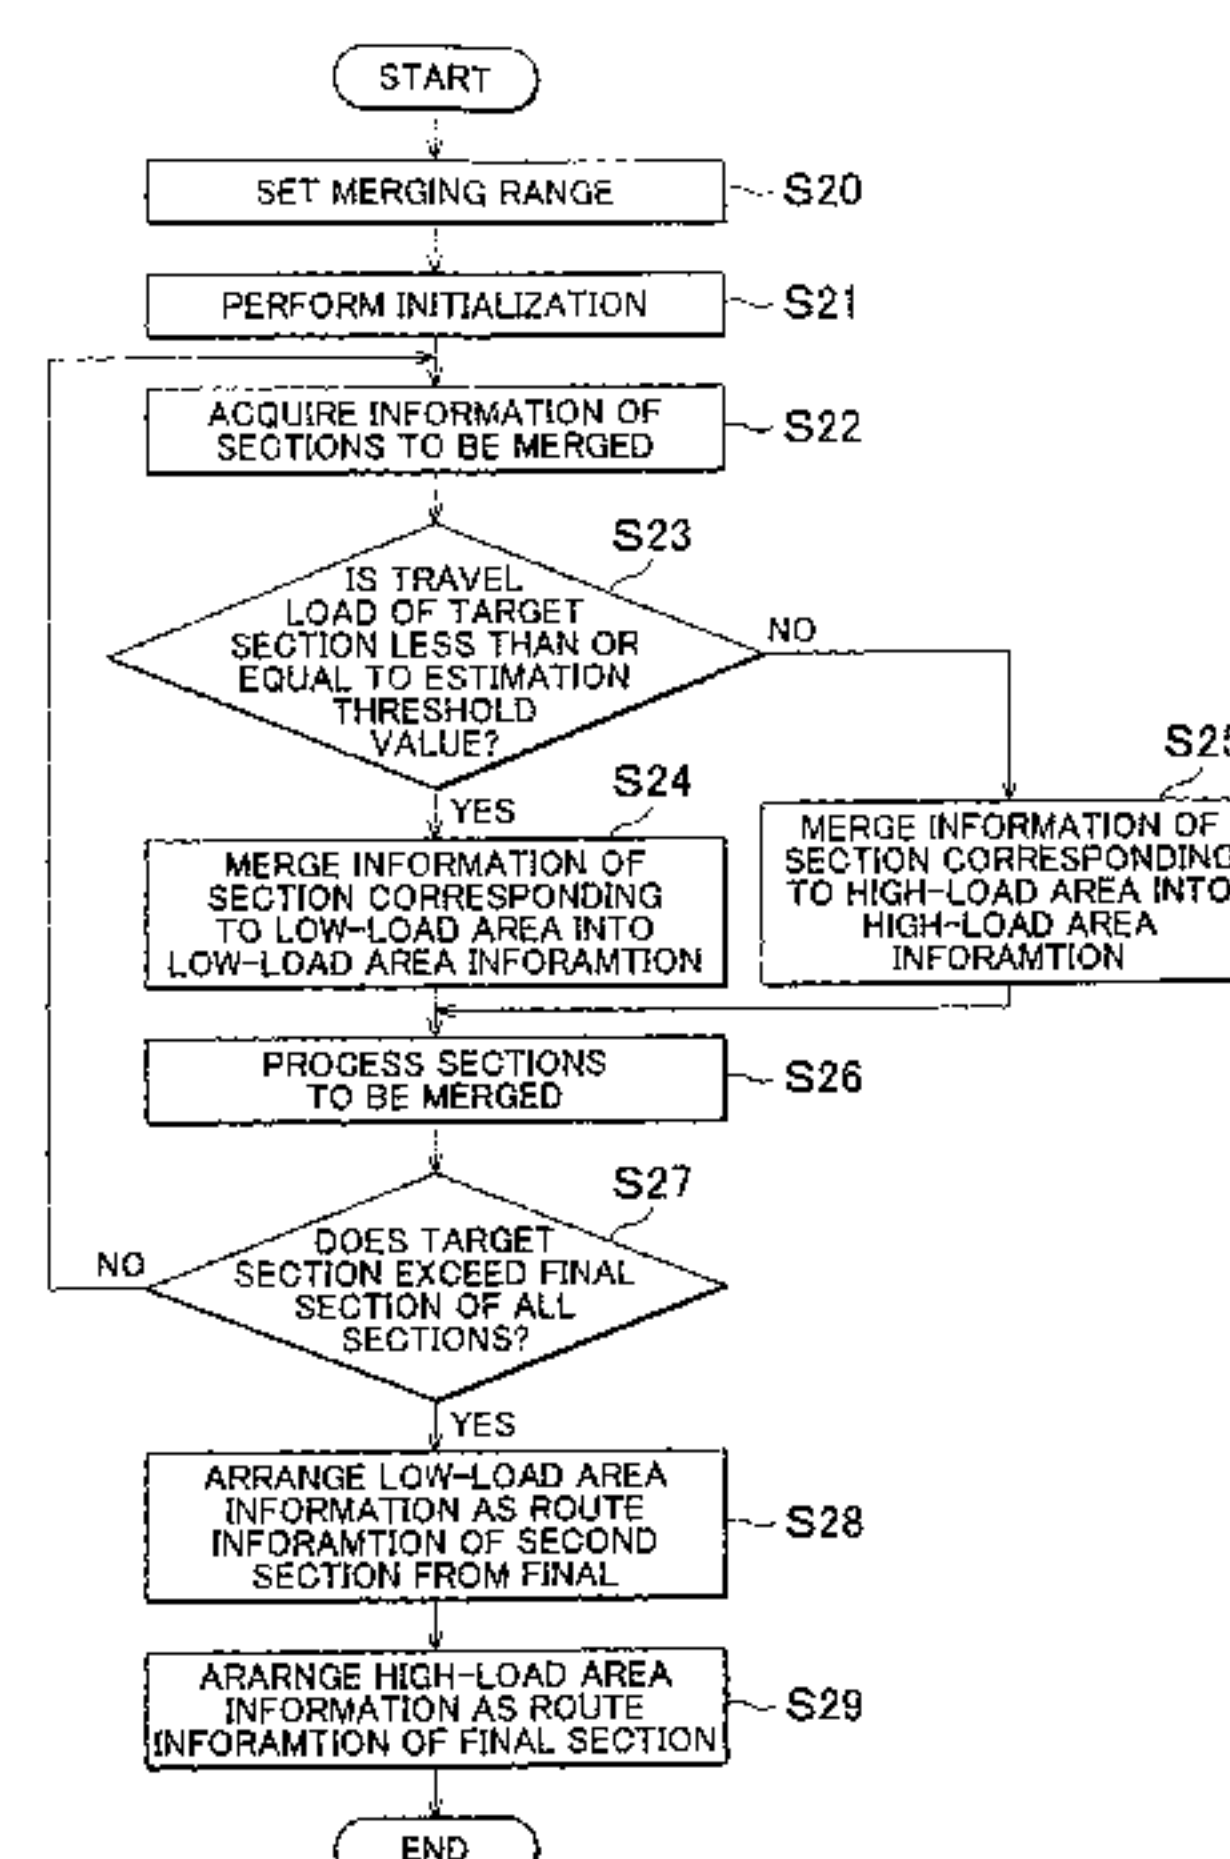 START
SET MERGING RANGE
S20
PERFORM INITIALIZATION
S21
ACQUIRE INFORMATION OF
SECTIONS TO BE MERGED
S22
S23
IS TRAVEL
LOAD OF TARGET
SECTION LESS THAN OR
EQUAL TO ESTIMATION
THRESHOLD
VALUE?
NO
YES
S24
MERGE INFORMATION OF
SECTION CORRESPONDING
TO LOW-LOAD AREA INTO
LOW-LOAD AREA INFORAMTION
S25
MERGE INFORMATION OF
SECTION CORRESPONDING
TO HIGH-LOAD AREA INTO
HIGH-LOAD AREA
INFORAMTION
PROCESS SECTIONS
TO BE MERGED
S26
S27
DOES TARGET
SECTION EXCEED FINAL
SECTION OF ALL
SECTIONS?
NO
YES
ARRANGE LOW-LOAD AREA
INFORMATION AS ROUTE
INFORAMTION OF SECOND
SECTION FROM FINAL
S28
ARARNGE HIGH-LOAD AREA
INFORMATION AS ROUTE
INFORAMTION OF FINAL SECTION
S29
END